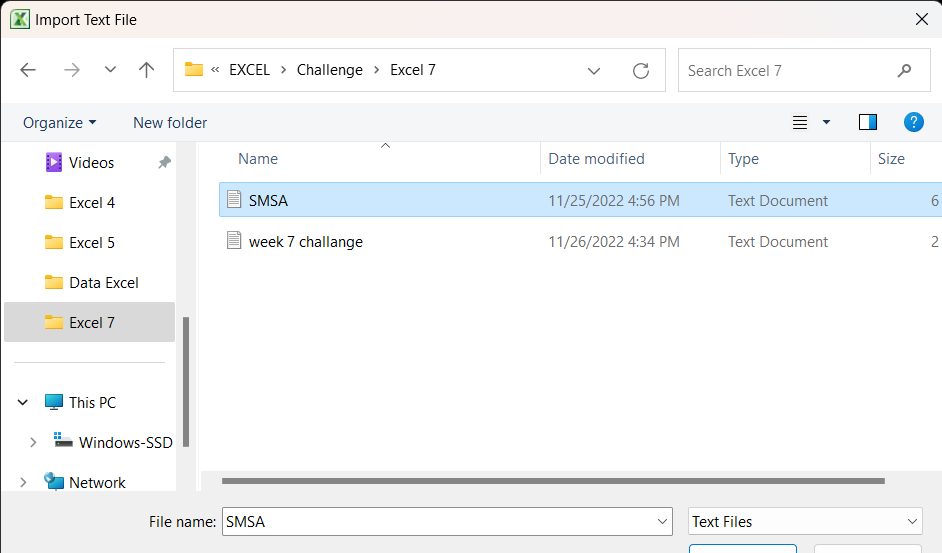 Import Text File
« EXCEL > Challenge > Excel 7
Search Excel 7
Organize
New folder
?
Name Date modified Type Size
Videos
Excel 4
Excel 5
Data Excel
Excel 7
This PC
Windows-SSD
Network
SMSA 11/25/2022 4:56 PM Text Document 6
week 7 challange 11/26/2022 4:34 PM Text Document 2
File name: SMSA
Text Files